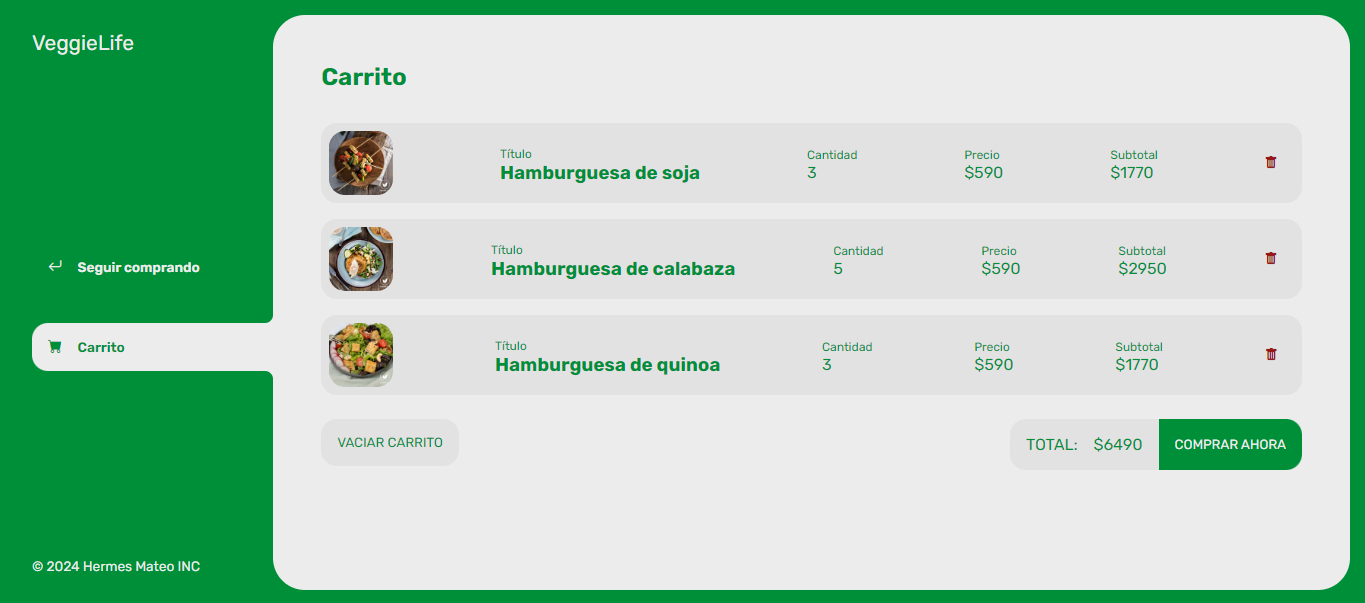 VeggieLife
Carrito
Título
Hamburguesa de soja
Cantidad
3
Precio
$590
Subtotal
$1770
Título
Hamburguesa de calabaza
Cantidad
5
Precio
$590
Subtotal
$2950
Título
Hamburguesa de quinoa
Cantidad
3
Precio
$590
Subtotal
$1770
Seguir comprando
Carrito
VACIAR CARRITO
TOTAL: $6490
COMPRAR AHORA
© 2024 Hermes Mateo INC